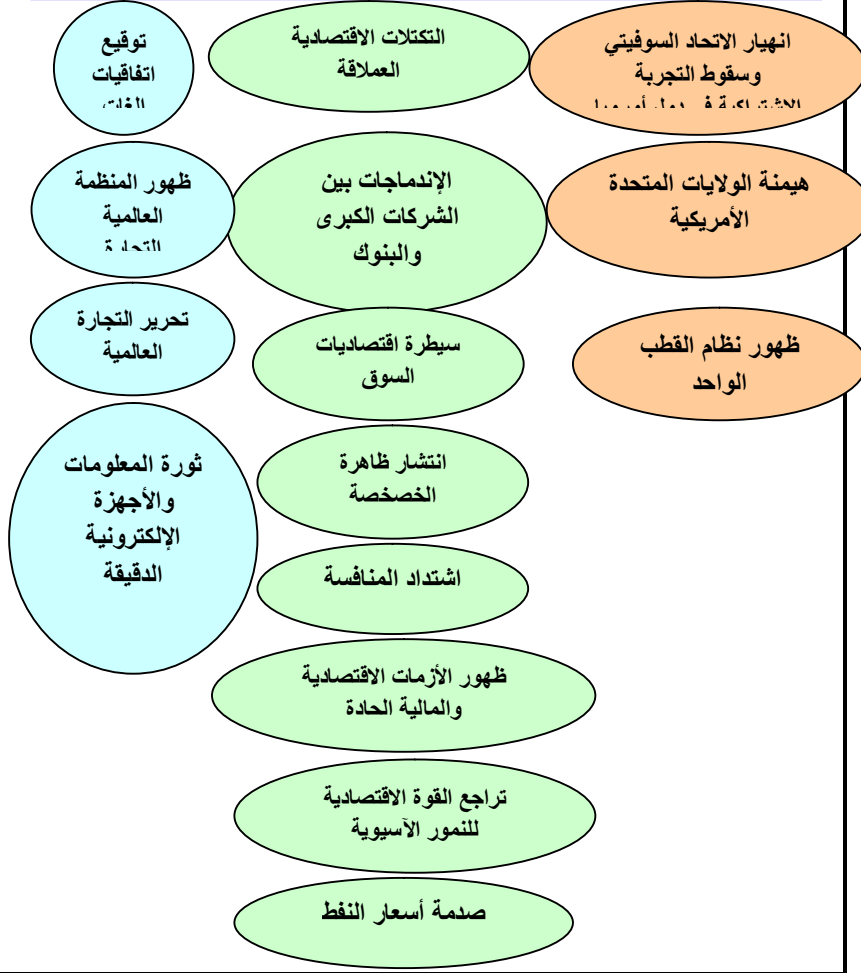 انهيار الاتحاد السوفيتي
وسقوط التجربة
هيمنة الولايات المتحدة
الأمريكية
ظهور نظام القطب
الواحد
التكتلات الاقتصادية
العملاقة
الإندماجات بين
الشركات الكبرى
والبنوك
سيطرة اقتصاديات
السوق
انتشار ظاهرة
الخصخصة
اشتداد المنافسة
ظهور الأزمات الاقتصادية
والمالية الحادة
تراجع القوة الاقتصادية
للنمور الآسيوية
صدمة أسعار النفط
توقيع
اتفاقيات
الغات
ظهور المنظمة
العالمية
التجارة
تحرير التجارة
العالمية
ثورة المعلومات
والأجهزة
الإلكترونية
الدقيقة